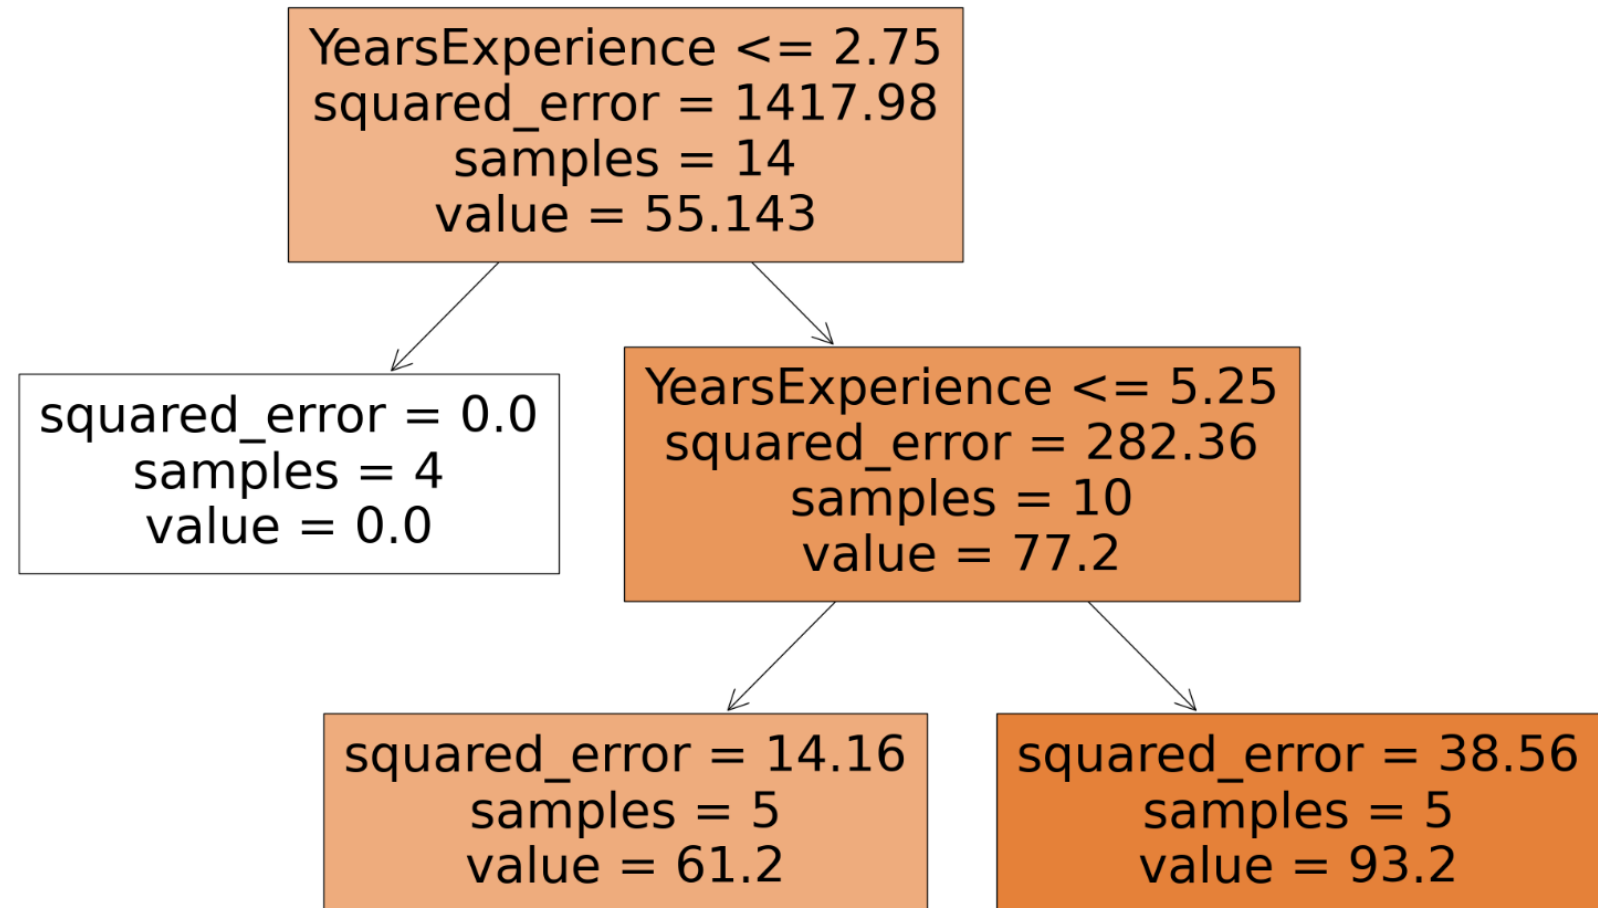 YearsExperience <= 2.75
squared_error = 1417.98
samples = 14
value = 55.143
squared_error = 0.0
samples = 4
value = 0.0
YearsExperience <= 5.25
squared_error = 282.36
samples = 10
value = 77.2
squared_error = 14.16
samples = 5
value = 61.2
squared_error = 38.56
samples = 5
value = 93.2